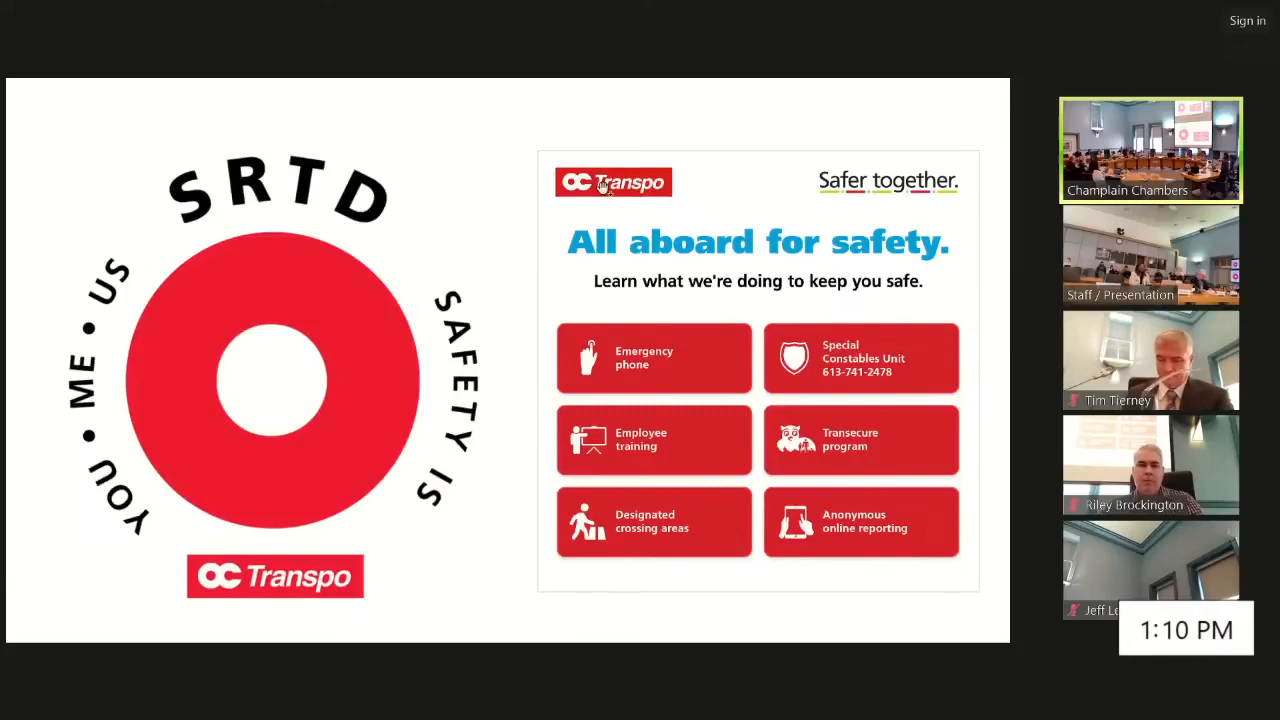 Sign in
SRTD
YOU • ME • US
SAFETY IS
OC Transpo
OC Transpo
Safer together.
All aboard for safety.
Learn what we're doing to keep you safe.
Emergency
phone
Special
Constables Unit
613-741-2478
Employee
training
Transecure
program
Designated
crossing areas
Anonymous
online reporting
Champlain Chambers
Staff / Presentation
Tim Tierney
Riley Brockington
Jeff Le
1:10 PM